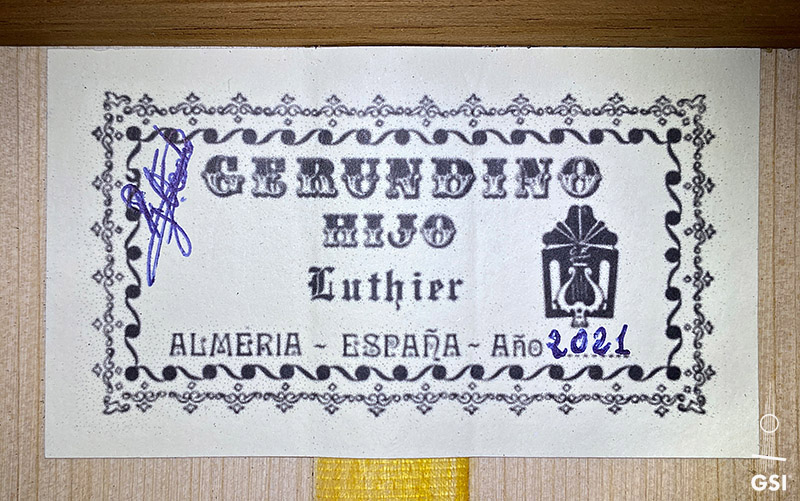 GERUNDINO
HIJO
Luthier
ALMERIA ~ ESPAÑA ~ Año 2021
GSI